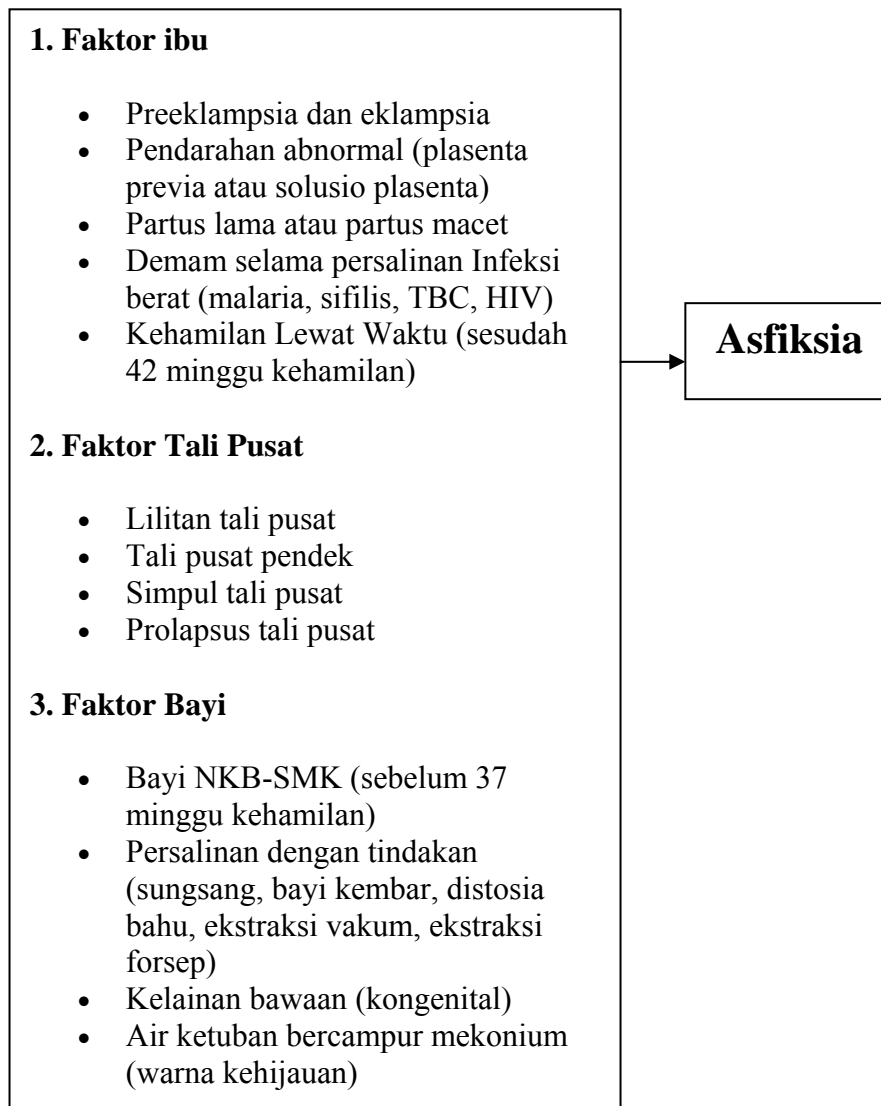 1. Faktor ibu
• Preeklampsia dan eklampsia
• Pendarahan abnormal (plasenta
previa atau solusio plasenta)
• Partus lama atau partus macet
• Demam selama persalinan Infeksi
berat (malaria, sifilis, TBC, HIV)
• Kehamilan Lewat Waktu (sesudah
42 minggu kehamilan)
Asfiksia
2. Faktor Tali Pusat
• Lilitan tali pusat
• Tali pusat pendek
• Simpul tali pusat
• Prolapsus tali pusat
3. Faktor Bayi
• Bayi NKB-SMK (sebelum 37
minggu kehamilan)
• Persalinan dengan tindakan
(sungsang, bayi kembar, distosia
bahu, ekstraksi vakum, ekstraksi
forsep)
• Kelainan bawaan (kongenital)
• Air ketuban bercampur mekonium
(warna kehijauan)